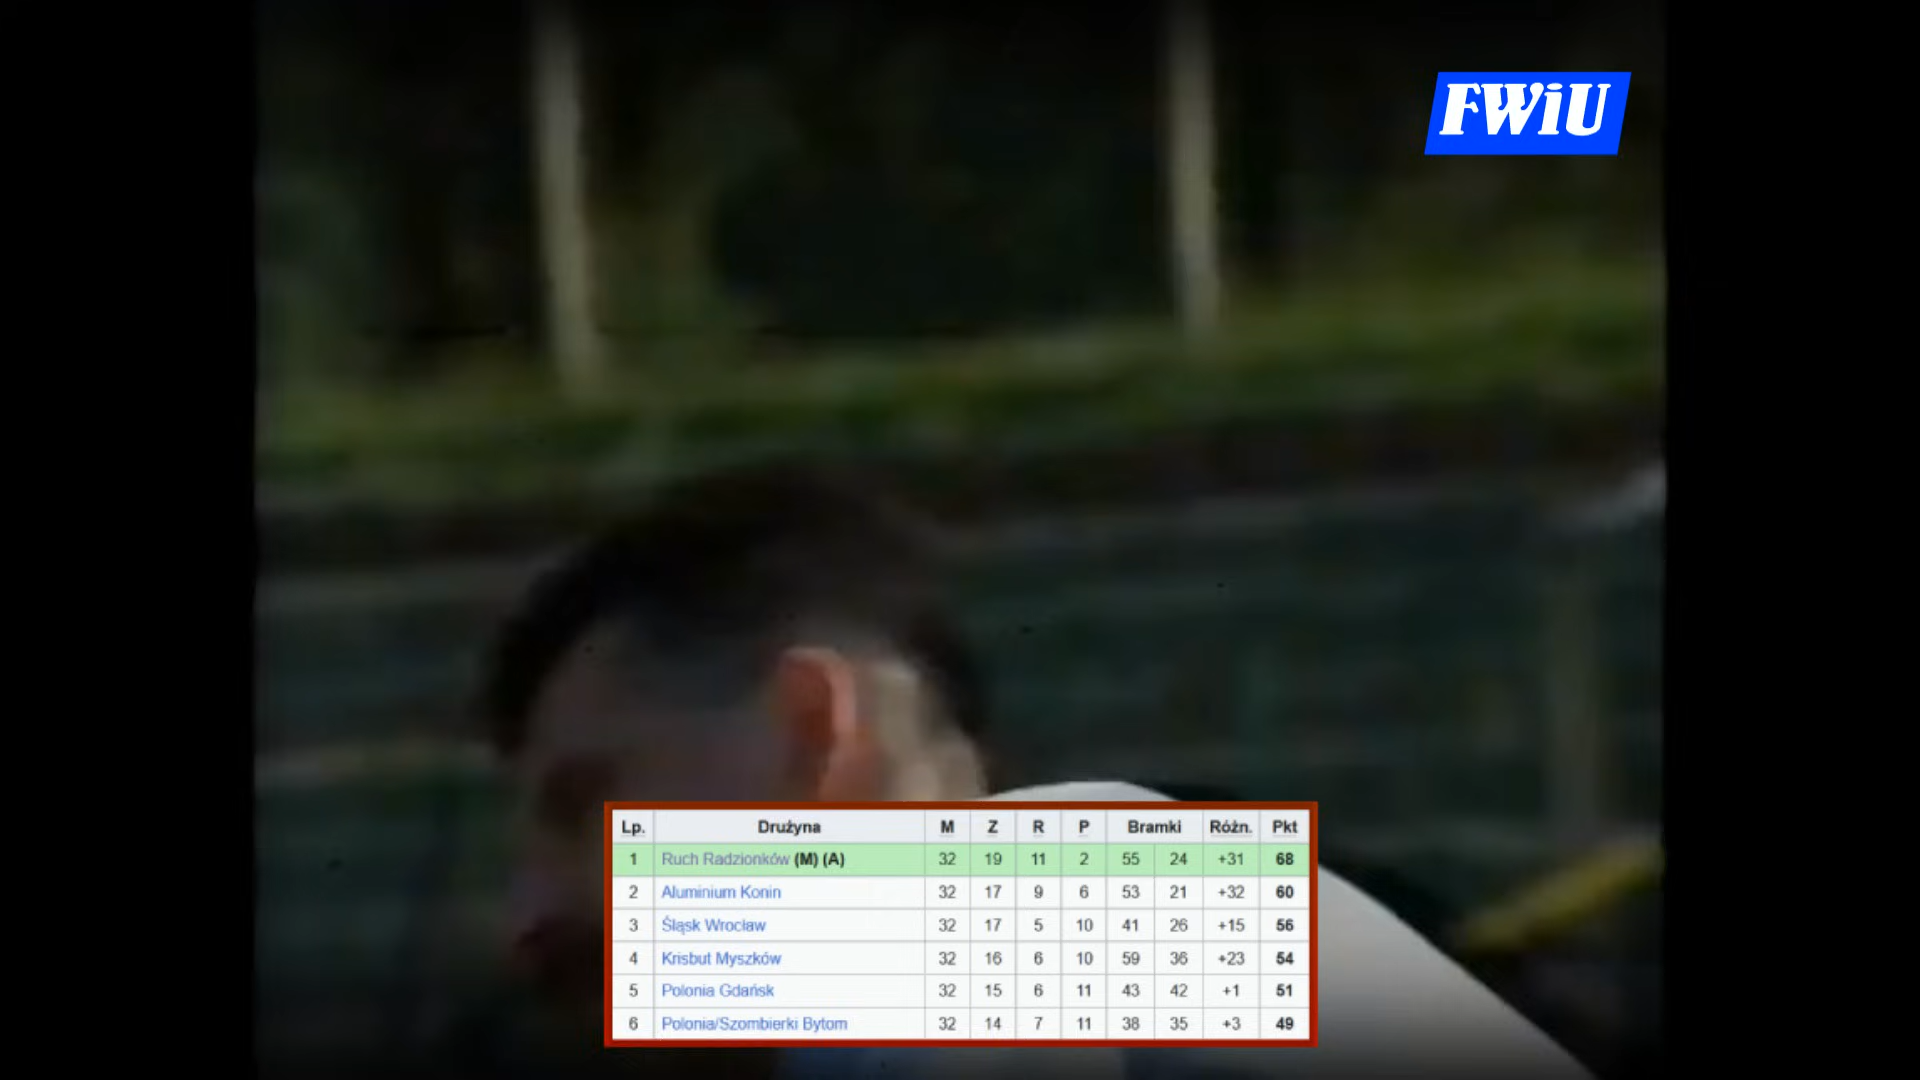 FWiU
Lp. Drużyna M Z R P Bramki Różn. Pkt
1 Ruch Radzionków (M) (A) 32 19 11 2 55 24 +31 68
2 Aluminium Konin 32 17 9 6 53 21 +32 60
3 Śląsk Wrocław 32 17 5 10 41 26 +15 56
4 Krisbut Myszków 32 16 6 10 59 36 +23 54
5 Polonia Gdańsk 32 15 6 11 43 42 +1 51
6 Polonia/Szombierki Bytom 32 14 7 11 38 35 +3 49